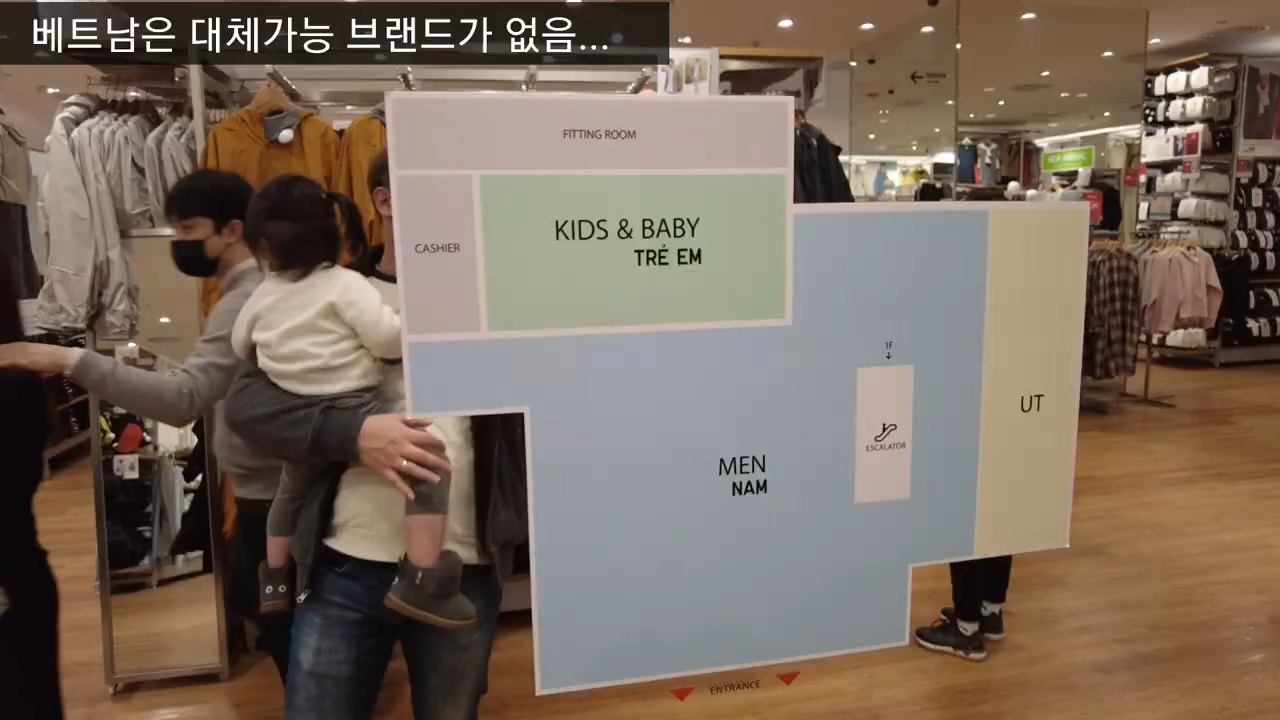 베트남은 대체가능 브랜드가 없음...
FITTING ROOM
CASHIER
KIDS & BABY
TRẺ EM
1F
ESCALATOR
UT
MEN
NAM
ENTRANCE